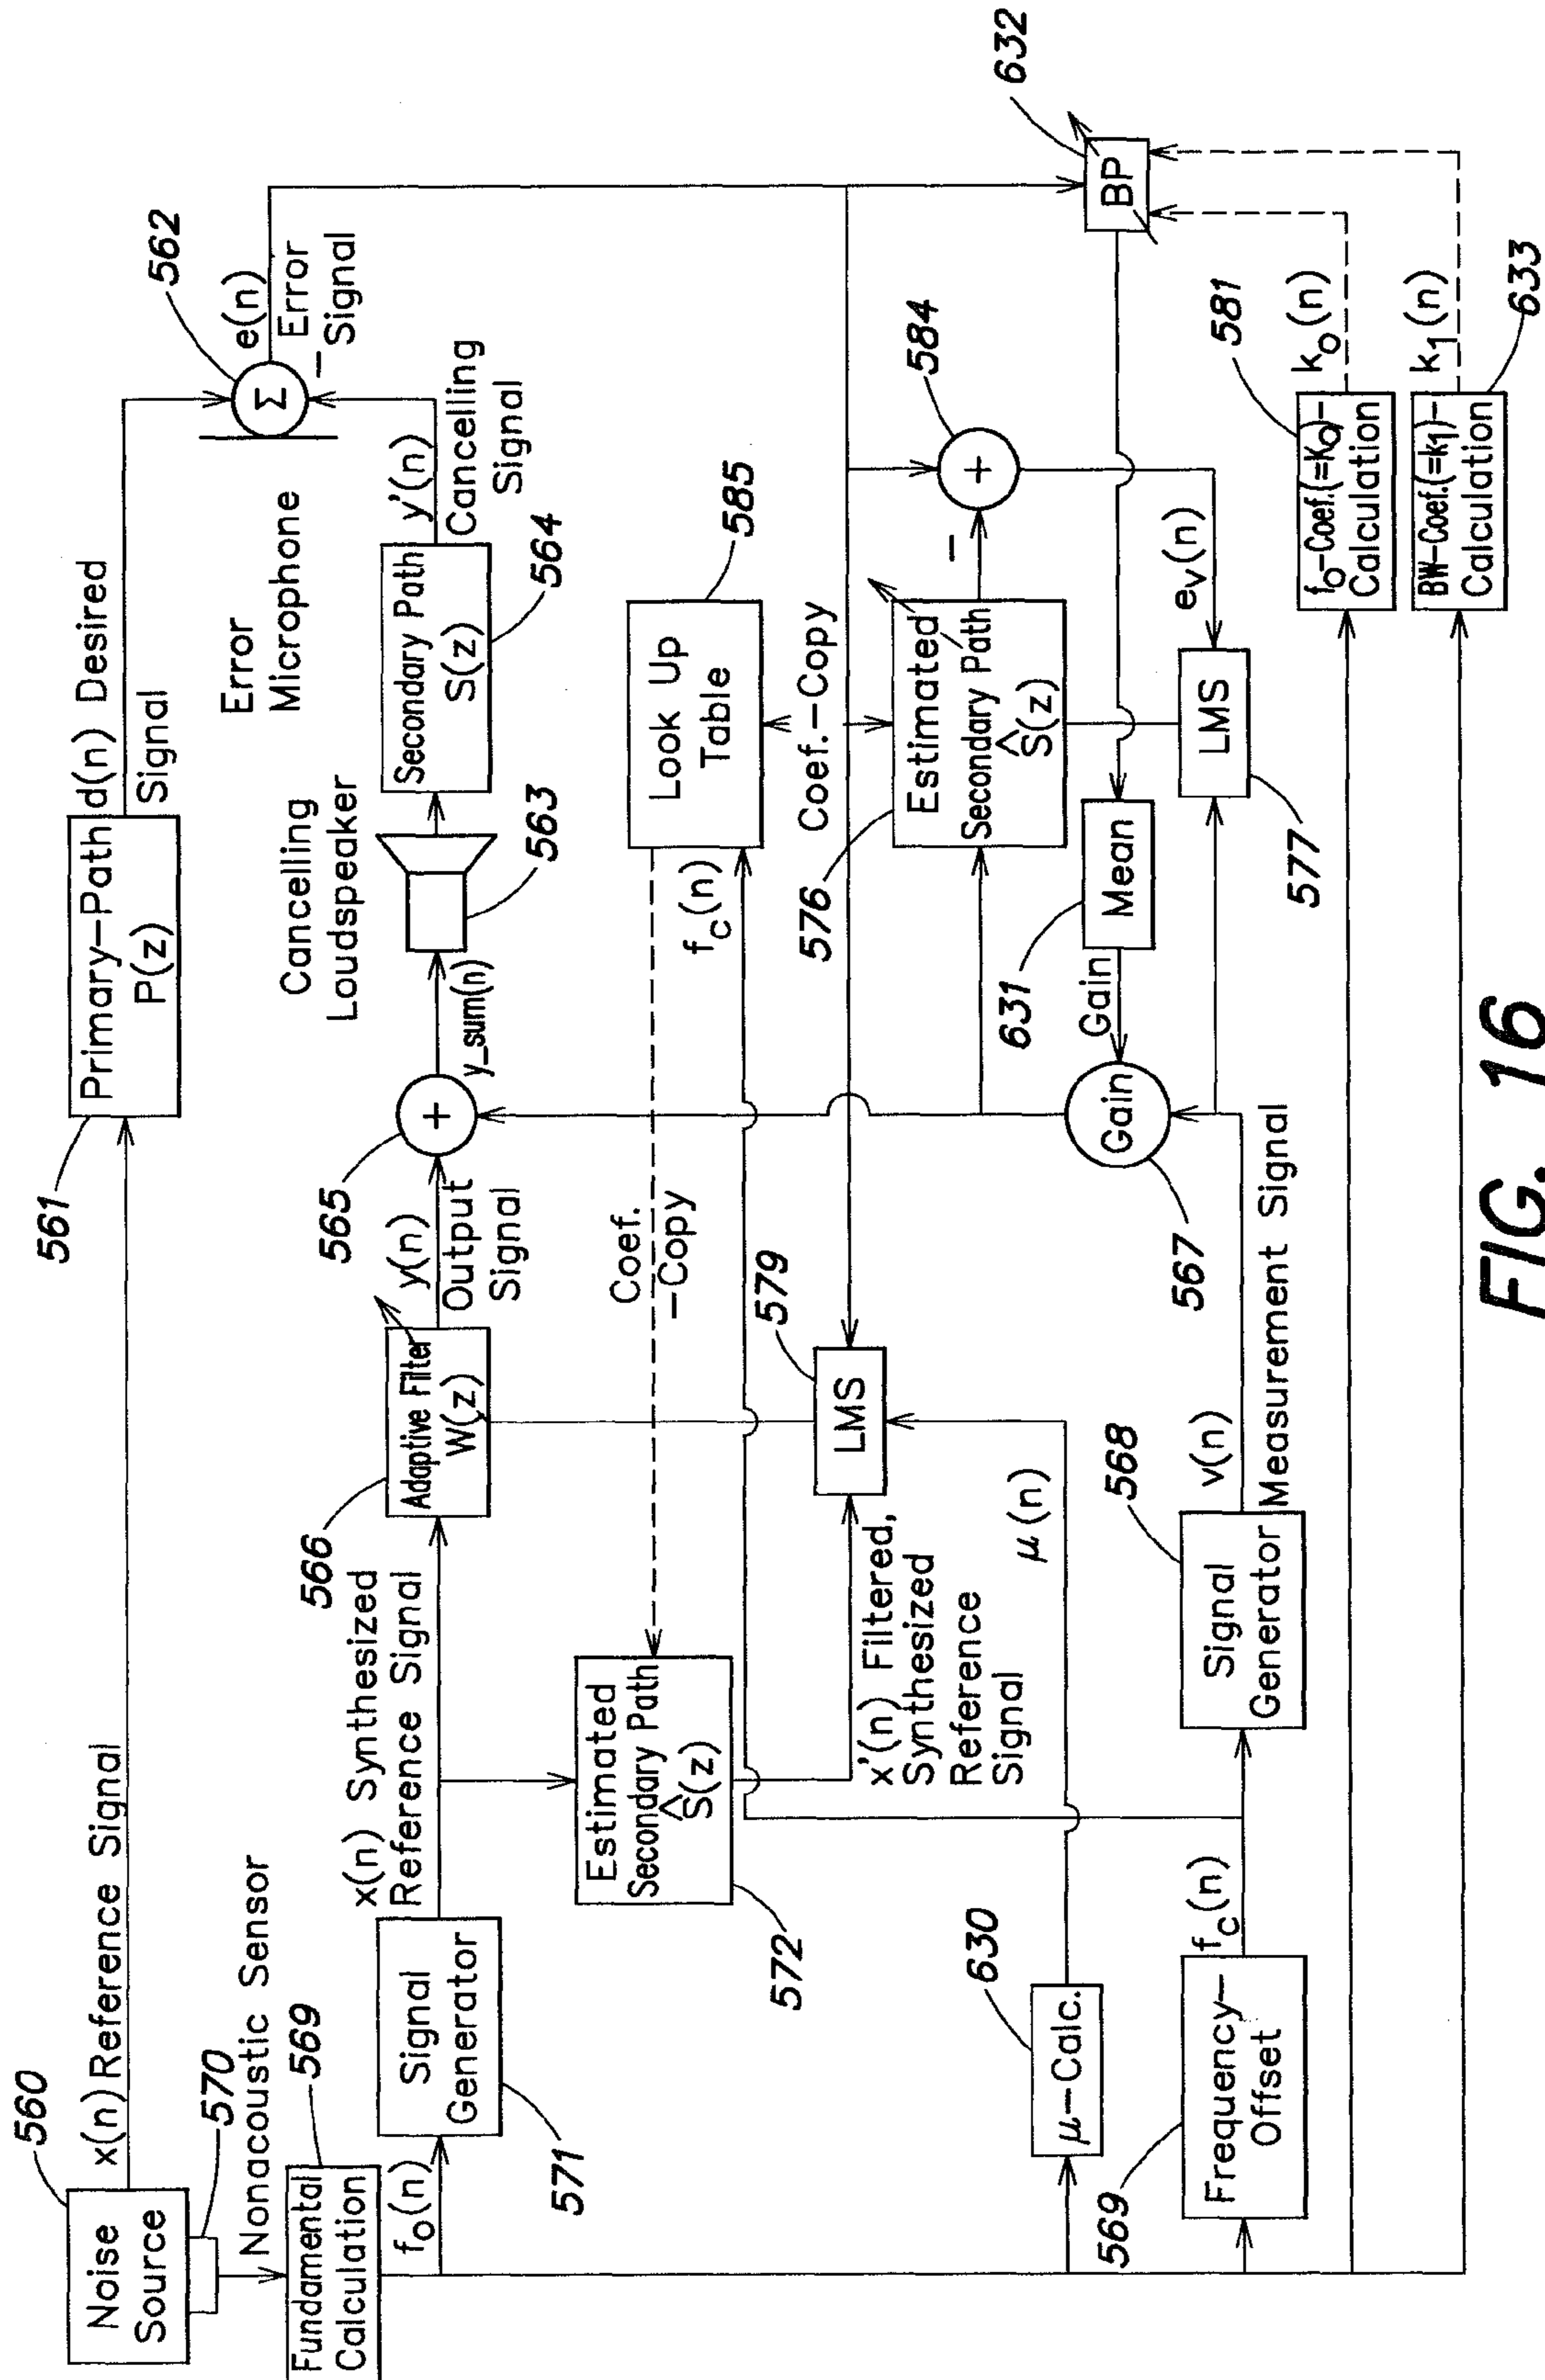 560
Noise
Source
x(n) Reference Signal
561
Primary-Path
P(z)
d(n) Desired
Signal
570
Nonacoustic Sensor
569
Fundamental
Calculation
Error
Microphone
562
Σ
e(n)
Error
Signal
−
f0(n)
Signal
Generator
571
x(n) Synthesized
Reference Signal
566
Adaptive Filter
W(z)
y(n)
Output
Signal
565
+
y_sum(n)
Cancelling
Loudspeaker
563
Secondary Path
S(z)
564
y'(n)
Cancelling
Signal
Estimated
Secondary Path
Ŝ(z)
572
Coef.
-Copy
fc(n)
Look Up
Table
585
x'(n) Filtered,
Synthesized
Reference
Signal
579
LMS
Coef.-Copy
576
Estimated
Secondary Path
Ŝ(z)
−
+
584
632
BP
630
μ-Calc.
μ(n)
631
Gain
Mean
Gain
567
LMS
577
ev(n)
569
Frequency-
Offset
fc(n)
568
Signal
Generator
v(n)
Measurement Signal
f0-Coef.(=K0)-
Calculation
k0(n)
581
BW-Coef.(=k1)-
Calculation
k1(n)
633
FIG. 16